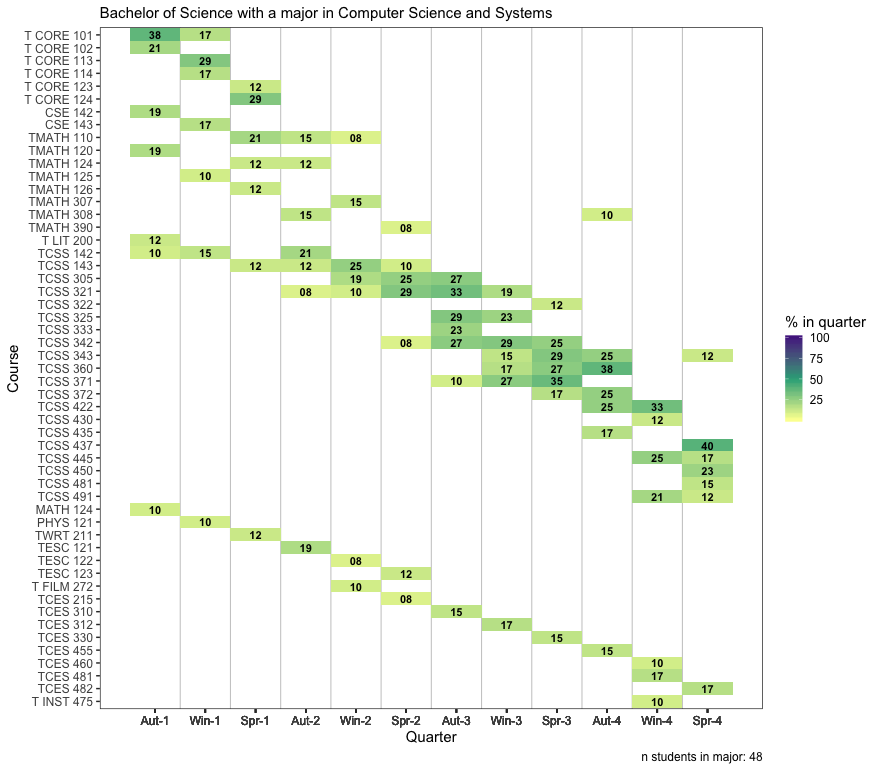 Bachelor of Science with a major in Computer Science and Systems
T CORE 101 38 17
T CORE 102 21
T CORE 113 29
T CORE 114 17
T CORE 123 12
T CORE 124 29
CSE 142 19
CSE 143 17
TMATH 110 21 15 08
TMATH 120 19
TMATH 124 12 12
TMATH 125 10
TMATH 126 12
TMATH 307 15
TMATH 308 15 10
TMATH 390 08
T LIT 200 12
TCSS 142 10 15 21
TCSS 143 12 12 25 10
TCSS 305 19 25 27
TCSS 321 08 10 29 33 19
TCSS 322 12
TCSS 325 29 23
TCSS 333 23
TCSS 342 08 27 29 25
TCSS 343 15 29 25 12
TCSS 360 17 27 38
TCSS 371 10 27 35
TCSS 372 17 25
TCSS 422 25 33
TCSS 430 12
TCSS 435 17
TCSS 437 40
TCSS 445 25 17
TCSS 450 23
TCSS 481 15
TCSS 491 21 12
MATH 124 10
PHYS 121 10
TWRT 211 12
TESC 121 19
TESC 122 08
TESC 123 12
T FILM 272 10
TCES 215 08
TCES 310 15
TCES 312 17
TCES 330 15
TCES 455 15
TCES 460 10
TCES 481 17
TCES 482 17
T INST 475 10
Course
Aut-1 Win-1 Spr-1 Aut-2 Win-2 Spr-2 Aut-3 Win-3 Spr-3 Aut-4 Win-4 Spr-4
Quarter
% in quarter
100
75
50
25
n students in major: 48